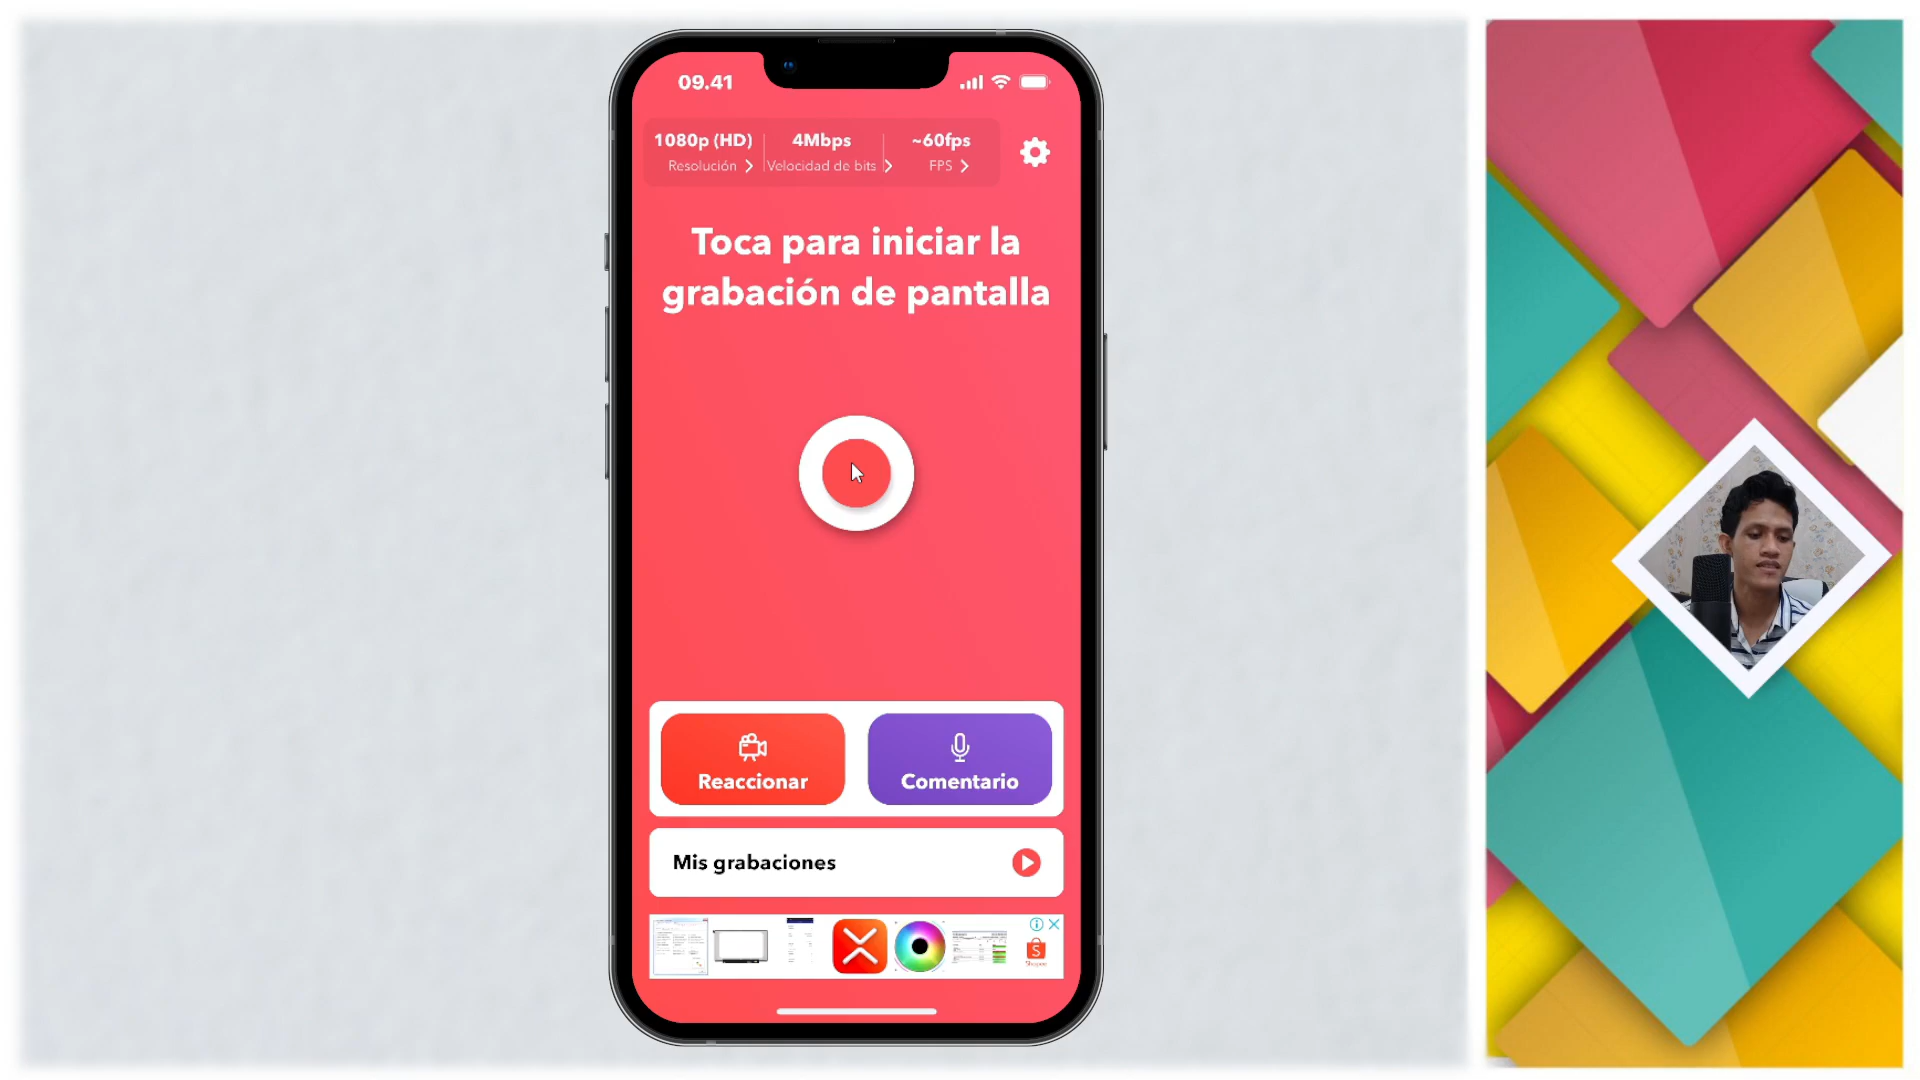 09.41
1080p (HD) 4Mbps ~60fps
Resolución Velocidad de bits FPS
Toca para iniciar la
grabación de pantalla
Reaccionar Comentario
Mis grabaciones
Shopee